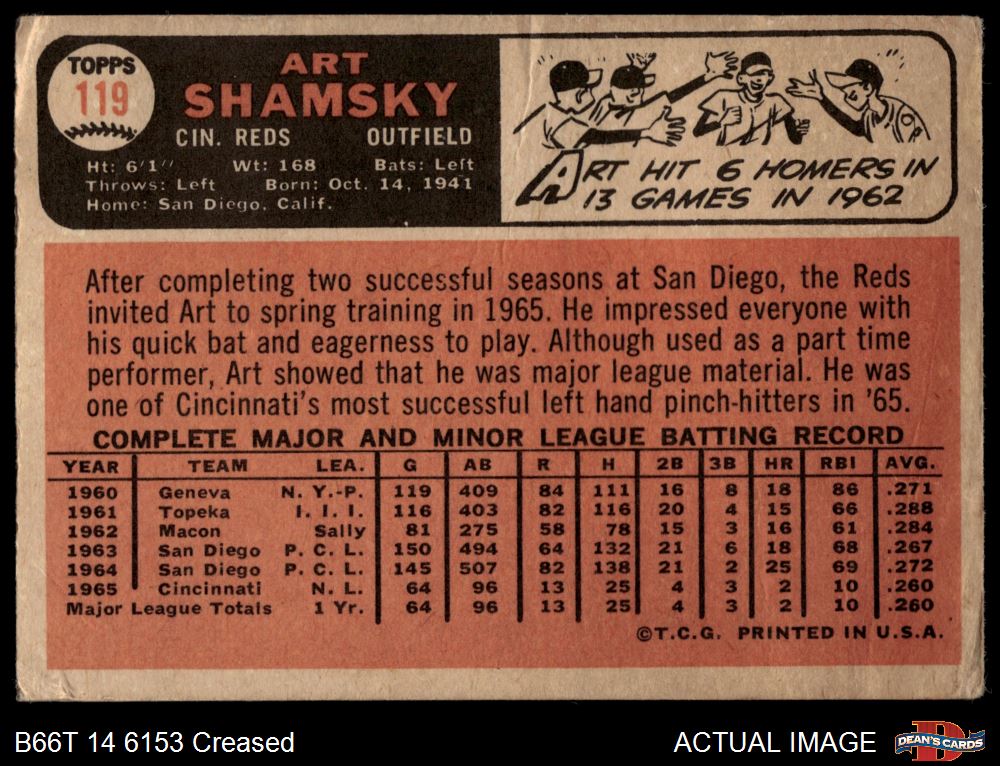 TOPPS
119
ART
SHAMSKY
CIN. REDS OUTFIELD
Ht: 6'1" Wt: 168 Bats: Left
Throws: Left Born: Oct. 14, 1941
Home: San Diego, Calif.
ART HIT 6 HOMERS IN
13 GAMES IN 1962
After completing two successful seasons at San Diego, the Reds
invited Art to spring training in 1965. He impressed everyone with
his quick bat and eagerness to play. Although used as a part time
performer, Art showed that he was major league material. He was
one of Cincinnati's most successful left hand pinch-hitters in '65.
COMPLETE MAJOR AND MINOR LEAGUE BATTING RECORD
YEAR TEAM LEA. G AB R H 2B 3B HR RBI AVG.
1960 Geneva N. Y.-P. 119 409 84 111 16 8 18 86 .271
1961 Topeka I. I. I. 116 403 82 116 20 4 15 66 .288
1962 Macon Sally 81 275 58 78 15 3 16 61 .284
1963 San Diego P. C. L. 150 494 64 132 21 6 18 68 .267
1964 San Diego P. C. L. 145 507 82 138 21 2 25 69 .272
1965 Cincinnati N. L. 64 96 13 25 4 3 2 10 .260
Major League Totals 1 Yr. 64 96 13 25 4 3 2 10 .260
©T.C.G. PRINTED IN U.S.A.
B66T 14 6153 Creased
ACTUAL IMAGE
DEAN'S CARDS